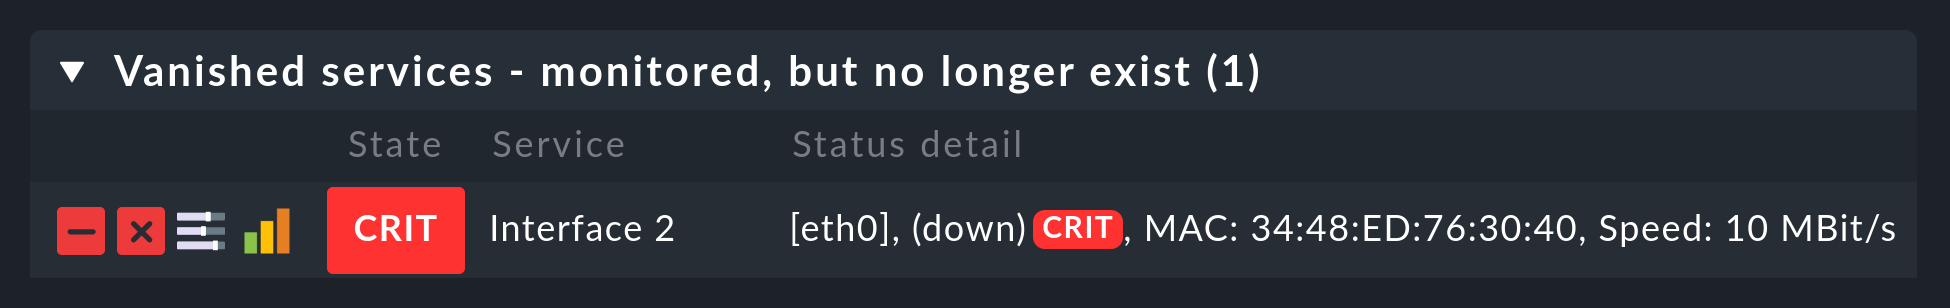 Vanished services - monitored, but no longer exist (1)
State Service Status detail
CRIT Interface 2 [eth0], (down) CRIT, MAC: 34:48:ED:76:30:40, Speed: 10 MBit/s